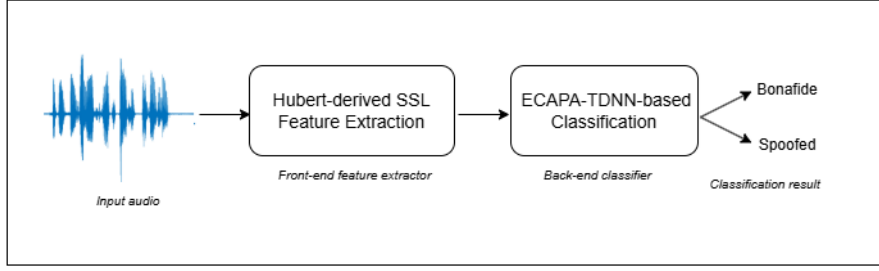 Hubert-derived SSL
Feature Extraction
ECAPA-TDNN-based
Classification
Bonafide
Spoofed
Input audio
Front-end feature extractor
Back-end classifier
Classification result